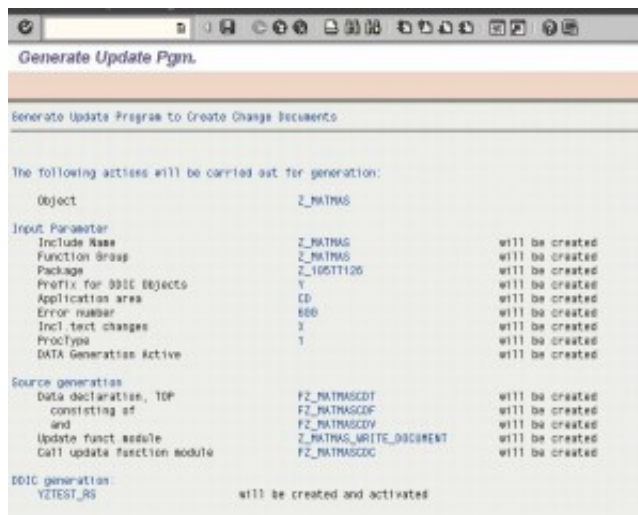 Generate Update Pgm.
Generate Update Program to Create Change Documents
The following actions will be carried out for generation:
Object Z_MATMAS
Input Parameter
Include Name Z_MATMAS will be created
Function Group Z_MATMAS will be created
Package will be created
Prefix for DDIC Objects Y will be created
Application area CD will be created
Error number 600 will be created
Incl.text changes X will be created
ProcType 1 will be created
DATA Generation Active will be created
Source generation
Data declaration, TOP FZ_MATMASCDT will be created
consisting of FZ_MATMASCDF will be created
and FZ_MATMASCDV will be created
Update funct module Z_MATMAS_WRITE_DOCUMENT will be created
Call update function module FZ_MATMASCDC will be created
DDIC generation:
YZTEST_RS will be created and activated